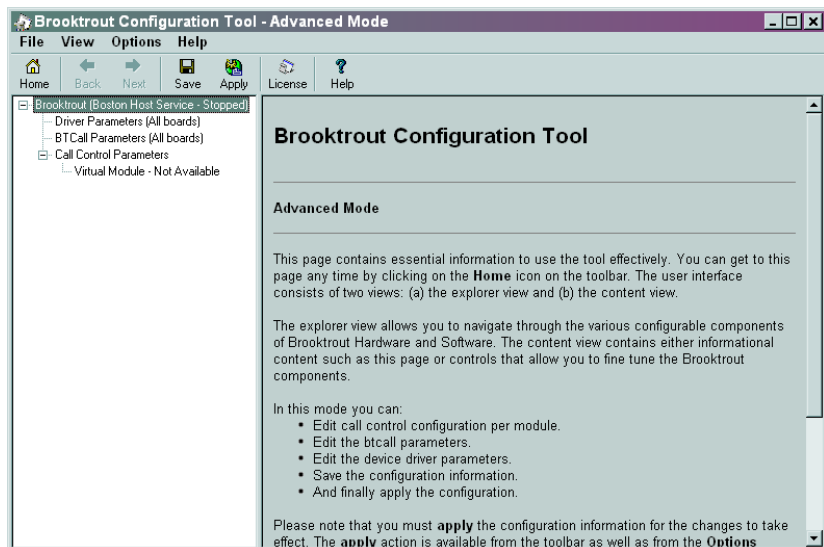 Brooktrout Configuration Tool - Advanced Mode
File View Options Help
Home Back Next Save Apply License Help
Brooktrout (Boston Host Service - Stopped)
Driver Parameters (All boards)
BTCall Parameters (All boards)
Call Control Parameters
Virtual Module - Not Available
Brooktrout Configuration Tool
Advanced Mode
This page contains essential information to use the tool effectively. You can get to this
page any time by clicking on the Home icon on the toolbar. The user interface
consists of two views: (a) the explorer view and (b) the content view.
The explorer view allows you to navigate through the various configurable components
of Brooktrout Hardware and Software. The content view contains either informational
content such as this page or controls that allow you to fine tune the Brooktrout
components.
In this mode you can:
• Edit call control configuration per module.
• Edit the btcall parameters.
• Edit the device driver parameters.
• Save the configuration information.
• And finally apply the configuration.
Please note that you must apply the configuration information for the changes to take
effect. The apply action is available from the toolbar as well as from the Options